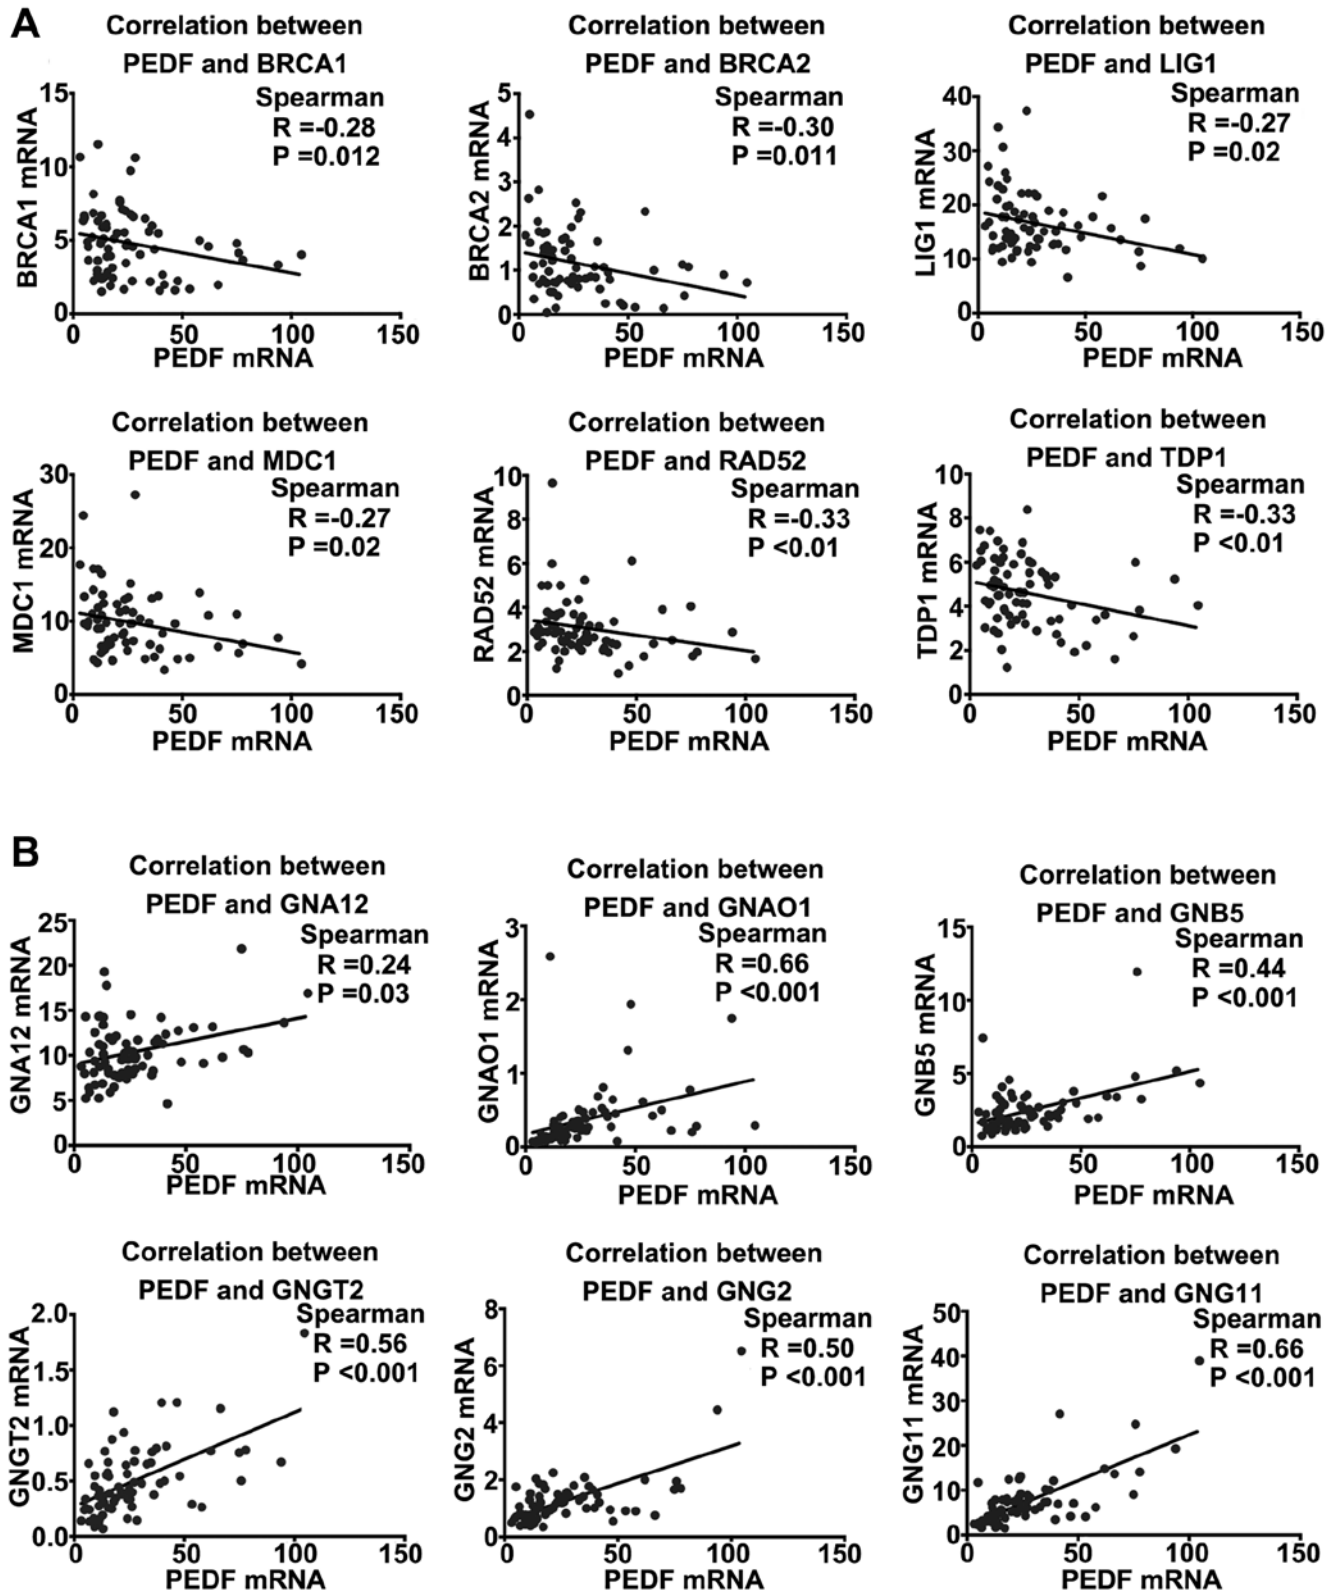 A
Correlation between
PEDF and BRCA1
Spearman
R =-0.28
P =0.012
BRCA1 mRNA
15
10
5
0
0 50 100 150
PEDF mRNA
Correlation between
PEDF and BRCA2
Spearman
R =-0.30
P =0.011
BRCA2 mRNA
5
4
3
2
1
0
0 50 100 150
PEDF mRNA
Correlation between
PEDF and LIG1
Spearman
R =-0.27
P =0.02
LIG1 mRNA
40
30
20
10
0
0 50 100 150
PEDF mRNA
Correlation between
PEDF and MDC1
Spearman
R =-0.27
P =0.02
MDC1 mRNA
30
20
10
0
0 50 100 150
PEDF mRNA
Correlation between
PEDF and RAD52
Spearman
R =-0.33
P <0.01
RAD52 mRNA
10
8
6
4
2
0
0 50 100 150
PEDF mRNA
Correlation between
PEDF and TDP1
Spearman
R =-0.33
P <0.01
TDP1 mRNA
10
8
6
4
2
0
0 50 100 150
PEDF mRNA
B
Correlation between
PEDF and GNA12
Spearman
R =0.24
P =0.03
GNA12 mRNA
25
20
15
10
5
0
0 50 100 150
PEDF mRNA
Correlation between
PEDF and GNAO1
Spearman
R =0.66
P <0.001
GNAO1 mRNA
3
2
1
0
0 50 100 150
PEDF mRNA
Correlation between
PEDF and GNB5
Spearman
R =0.44
P <0.001
GNB5 mRNA
15
10
5
0
0 50 100 150
PEDF mRNA
Correlation between
PEDF and GNGT2
Spearman
R =0.56
P <0.001
GNGT2 mRNA
2.0
1.5
1.0
0.5
0.0
0 50 100 150
PEDF mRNA
Correlation between
PEDF and GNG2
Spearman
R =0.50
P <0.001
GNG2 mRNA
8
6
4
2
0
0 50 100 150
PEDF mRNA
Correlation between
PEDF and GNG11
Spearman
R =0.66
P <0.001
GNG11 mRNA
50
40
30
20
10
0
0 50 100 150
PEDF mRNA